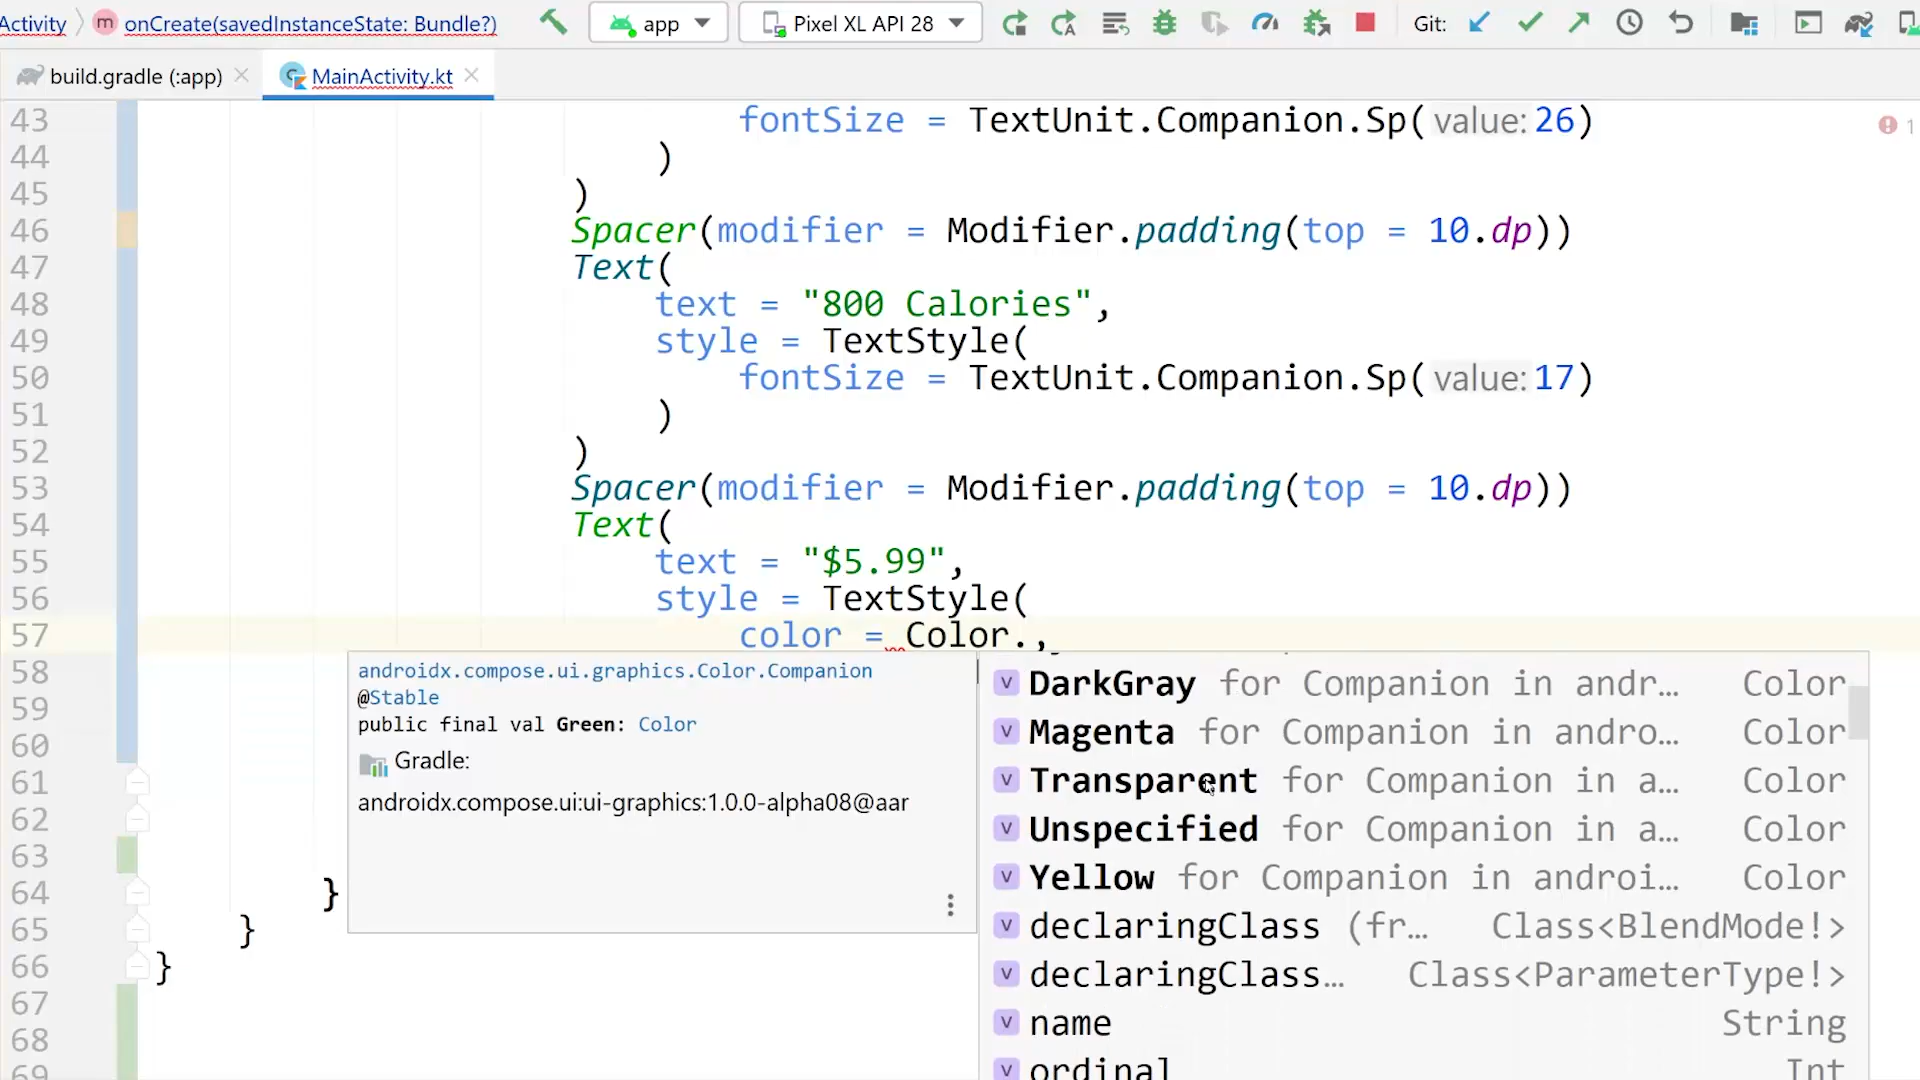 Activity
onCreate(savedInstanceState: Bundle?)
app
Pixel XL API 28
Git:
build.gradle (:app)
MainActivity.kt
43 fontSize = TextUnit.Companion.Sp( value: 26)
1
44 )
45 )
46 Spacer(modifier = Modifier.padding(top = 10.dp))
47 Text(
48 text = "800 Calories",
49 style = TextStyle(
50 fontSize = TextUnit.Companion.Sp( value: 17)
51 )
52 )
53 Spacer(modifier = Modifier.padding(top = 10.dp))
54 Text(
55 text = "$5.99",
56 style = TextStyle(
57 color = Color.,
58
59
60
61
62
63
64 }
65 }
66 }
67
68
69
androidx.compose.ui.graphics.Color.Companion
@Stable
public final val Green: Color
Gradle:
androidx.compose.ui:ui-graphics:1.0.0-alpha08@aar
DarkGray for Companion in andr... Color
Magenta for Companion in andro... Color
Transparent for Companion in a... Color
Unspecified for Companion in a... Color
Yellow for Companion in androi... Color
declaringClass (fr... Class<BlendMode!>
declaringClass... Class<ParameterType!>
name String
ordinal Int